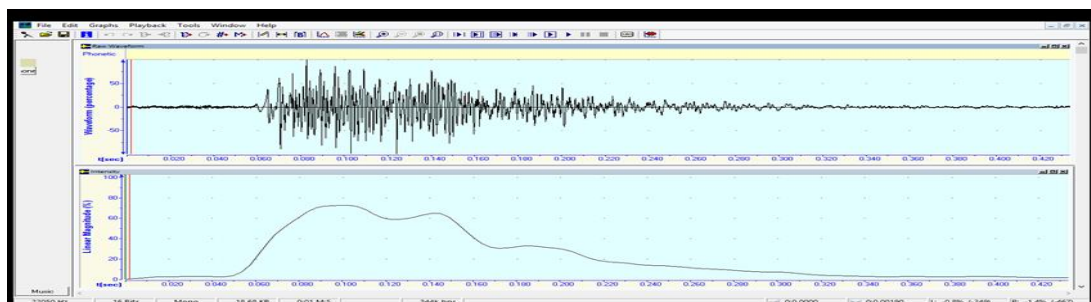 File Edit Graphs Playback Tools Window Help
Raw Waveform
Phonetic
Waveform (percentage)
50
0
-50
t(sec) 0.020 0.040 0.060 0.080 0.100 0.120 0.140 0.160 0.180 0.200 0.220 0.240 0.260 0.280 0.300 0.320 0.340 0.360 0.380 0.400 0.420
Intensity
Linear Magnitude (%)
100
80
60
40
20
0
t(sec) 0.020 0.040 0.060 0.080 0.100 0.120 0.140 0.160 0.180 0.200 0.220 0.240 0.260 0.280 0.300 0.320 0.340 0.360 0.380 0.400 0.420
Music
22050 Hz 16 Bits Mono 18.68 KB